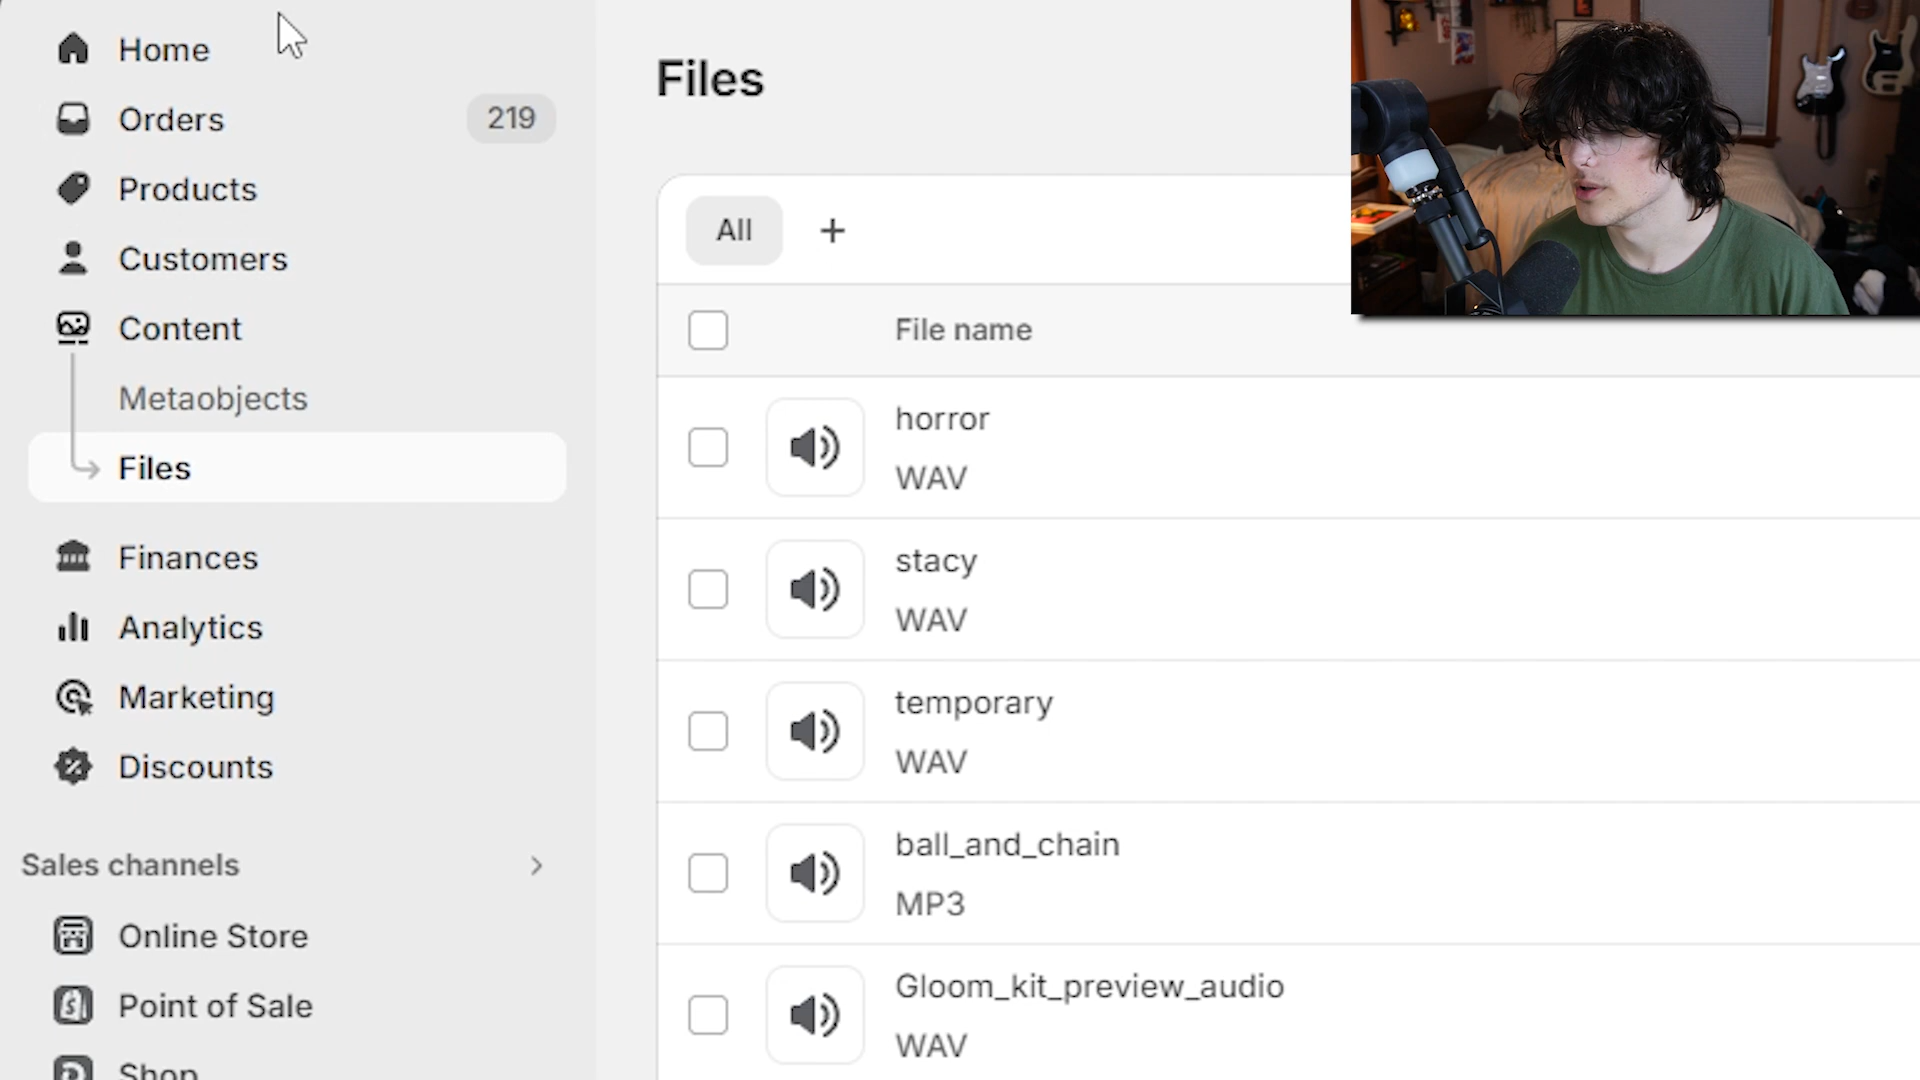 Home
Orders
219
Products
Customers
Content
Metaobjects
Files
Finances
Analytics
Marketing
Discounts
Sales channels
Online Store
Point of Sale
Shop
Files
All
File name
horror
WAV
stacy
WAV
temporary
WAV
ball_and_chain
MP3
Gloom_kit_preview_audio
WAV